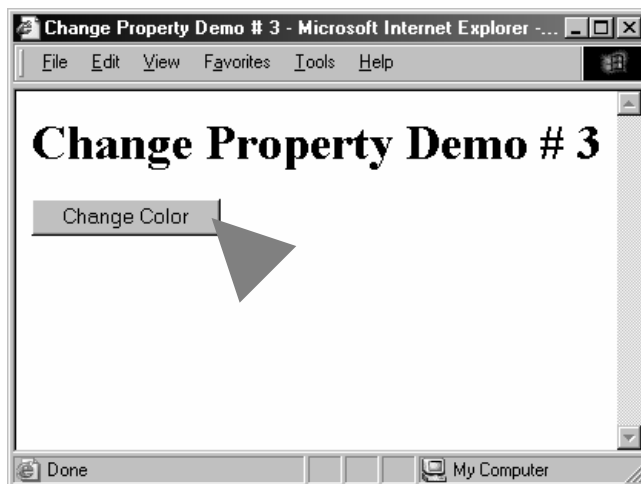 Change Property Demo # 3 - Microsoft Internet Explorer -...
File Edit View Favorites Tools Help
Change Property Demo # 3
Change Color
Done My Computer